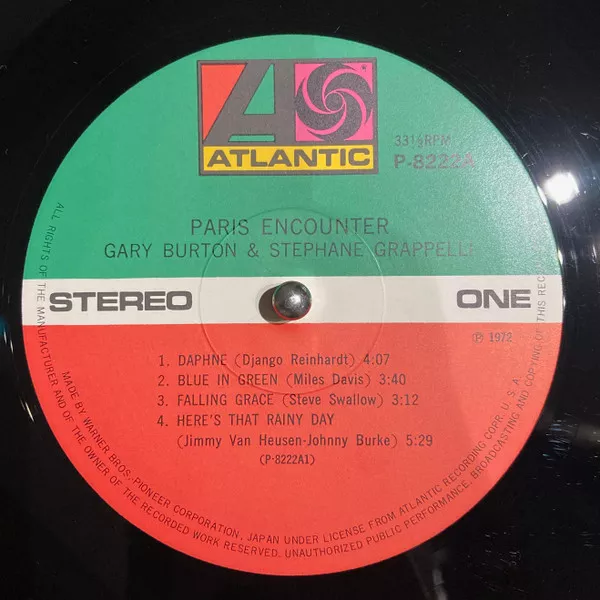 ATLANTIC
®
33⅓RPM
P-8222A
PARIS ENCOUNTER
GARY BURTON & STEPHANE GRAPPELLI
STEREO
ONE
Ⓟ 1972
1. DAPHNE (Django Reinhardt) 4:07
2. BLUE IN GREEN (Miles Davis) 3:40
3. FALLING GRACE (Steve Swallow) 3:12
4. HERE'S THAT RAINY DAY
(Jimmy Van Heusen-Johnny Burke) 5:29
(P-8222A1)
MADE BY WARNER BROS.-PIONEER CORPORATION, JAPAN UNDER LICENSE FROM ATLANTIC RECORDING CORP., U.S.A.
ALL RIGHTS OF THE MANUFACTURER AND OF THE OWNER OF THE RECORDED WORK RESERVED. UNAUTHORIZED PUBLIC PERFORMANCE, BROADCASTING AND COPYING OF THIS REC